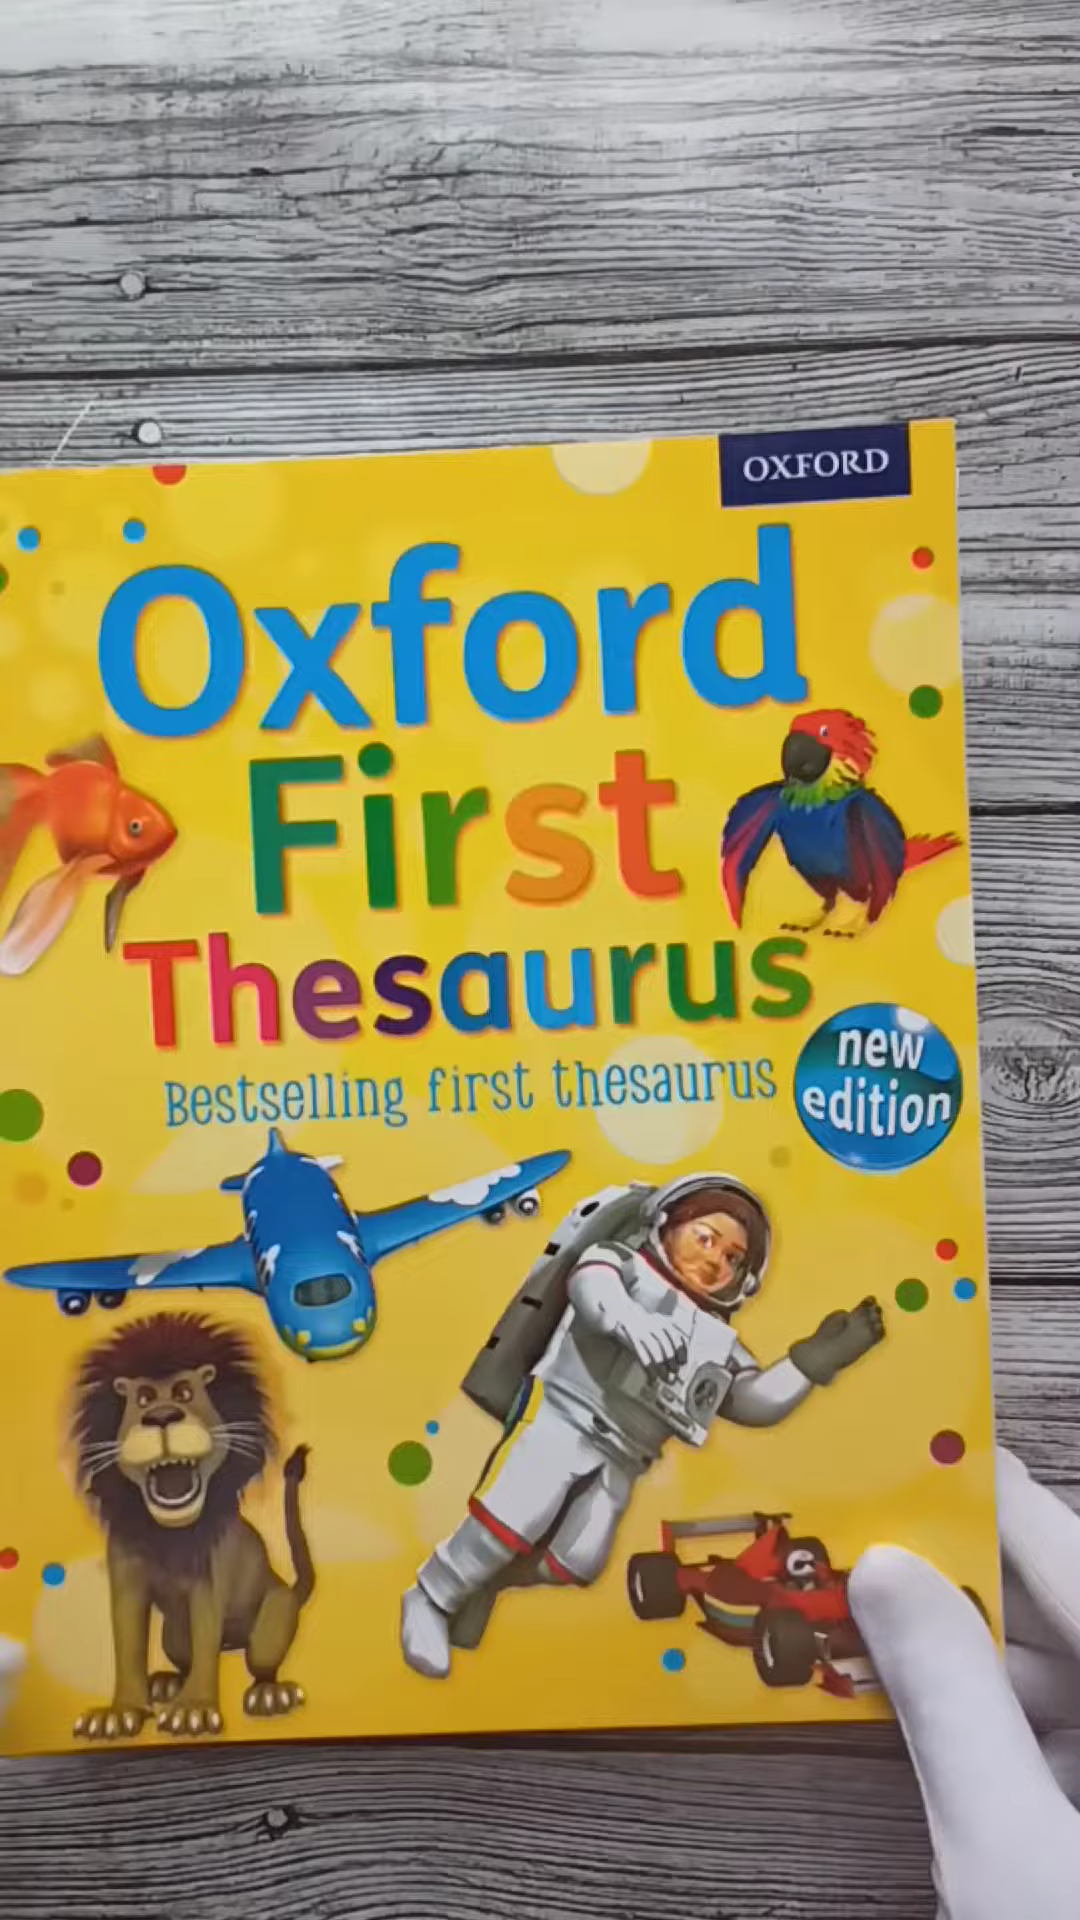 OXFORD
Oxford
First
Thesaurus
Bestselling first thesaurus
new
edition